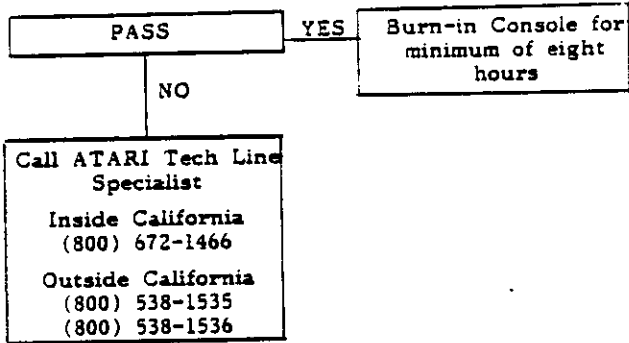 PASS
YES
Burn-in Console for
minimum of eight
hours
NO
Call ATARI Tech Line
Specialist
Inside California
(800) 672-1466
Outside California
(800) 538-1535
(800) 538-1536